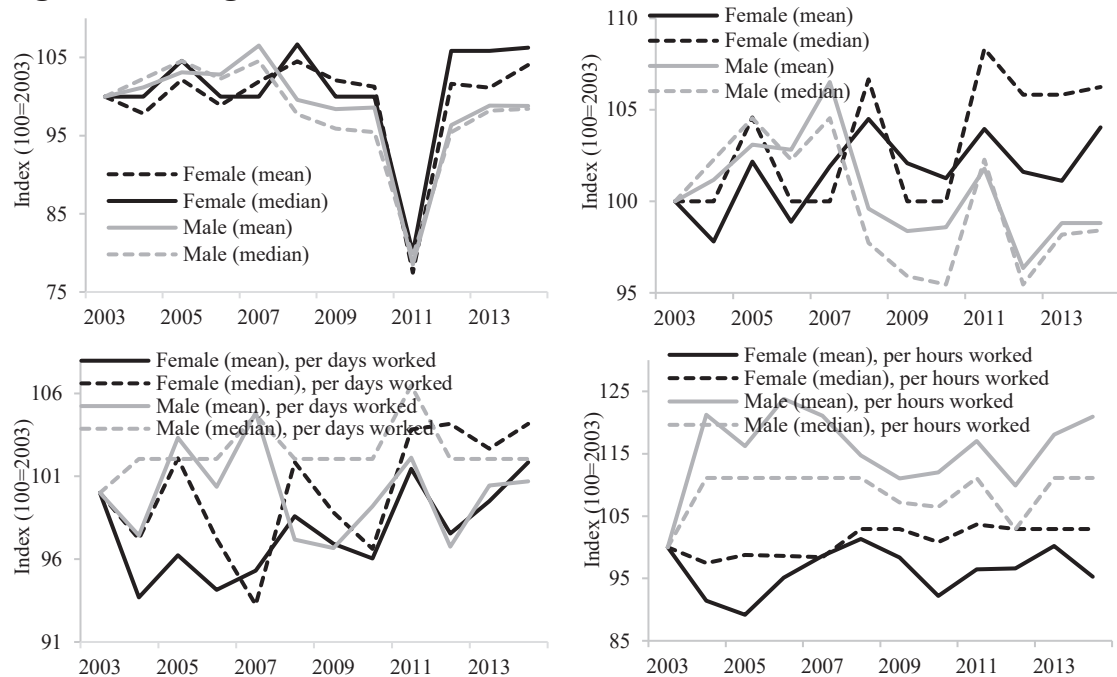 Index (100=2003)
105
95
85
75
Female (mean)
Female (median)
Male (mean)
Male (median)
2003 2005 2007 2009 2011 2013
Index (100=2003)
110
105
100
95
Female (mean)
Female (median)
Male (mean)
Male (median)
2003 2005 2007 2009 2011 2013
Index (100=2003)
106
101
96
91
Female (mean), per days worked
Female (median), per days worked
Male (mean), per days worked
Male (median), per days worked
2003 2005 2007 2009 2011 2013
Index (100=2003)
125
115
105
95
85
Female (mean), per hours worked
Female (median), per hours worked
Male (mean), per hours worked
Male (median), per hours worked
2003 2005 2007 2009 2011 2013